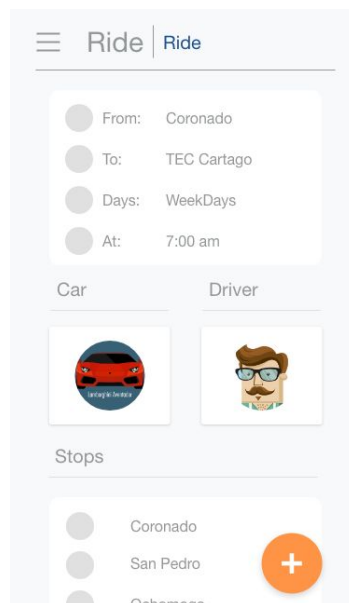 Ride Ride
From: Coronado
To: TEC Cartago
Days: WeekDays
At: 7:00 am
Car Driver
Stops
Coronado
San Pedro